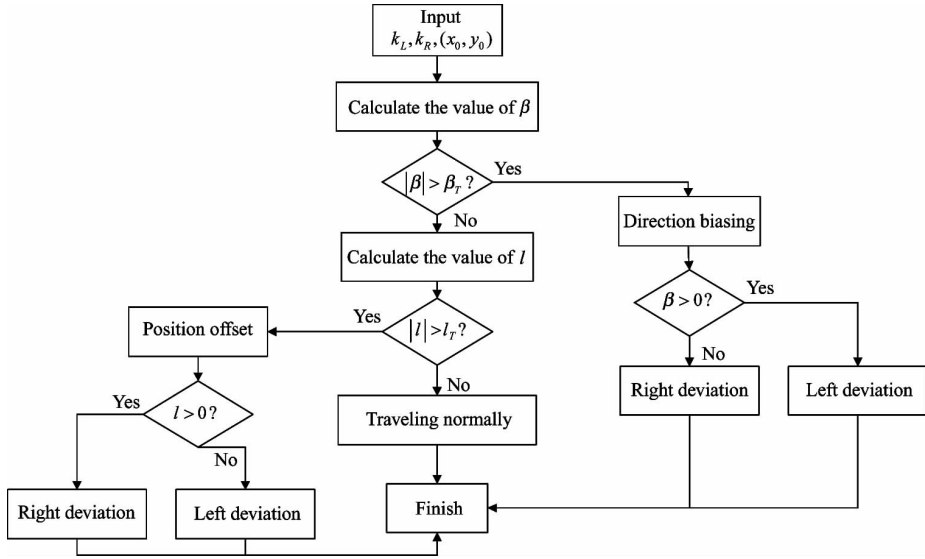 Input
k_L, k_R, (x_0, y_0)
Calculate the value of β
|β| > β_T ?
Yes
No
Direction biasing
Calculate the value of l
β > 0 ?
Yes
No
Position offset
Yes
|l| > l_T ?
No
Right deviation
Left deviation
Yes
l > 0 ?
No
Traveling normally
Right deviation
Left deviation
Finish